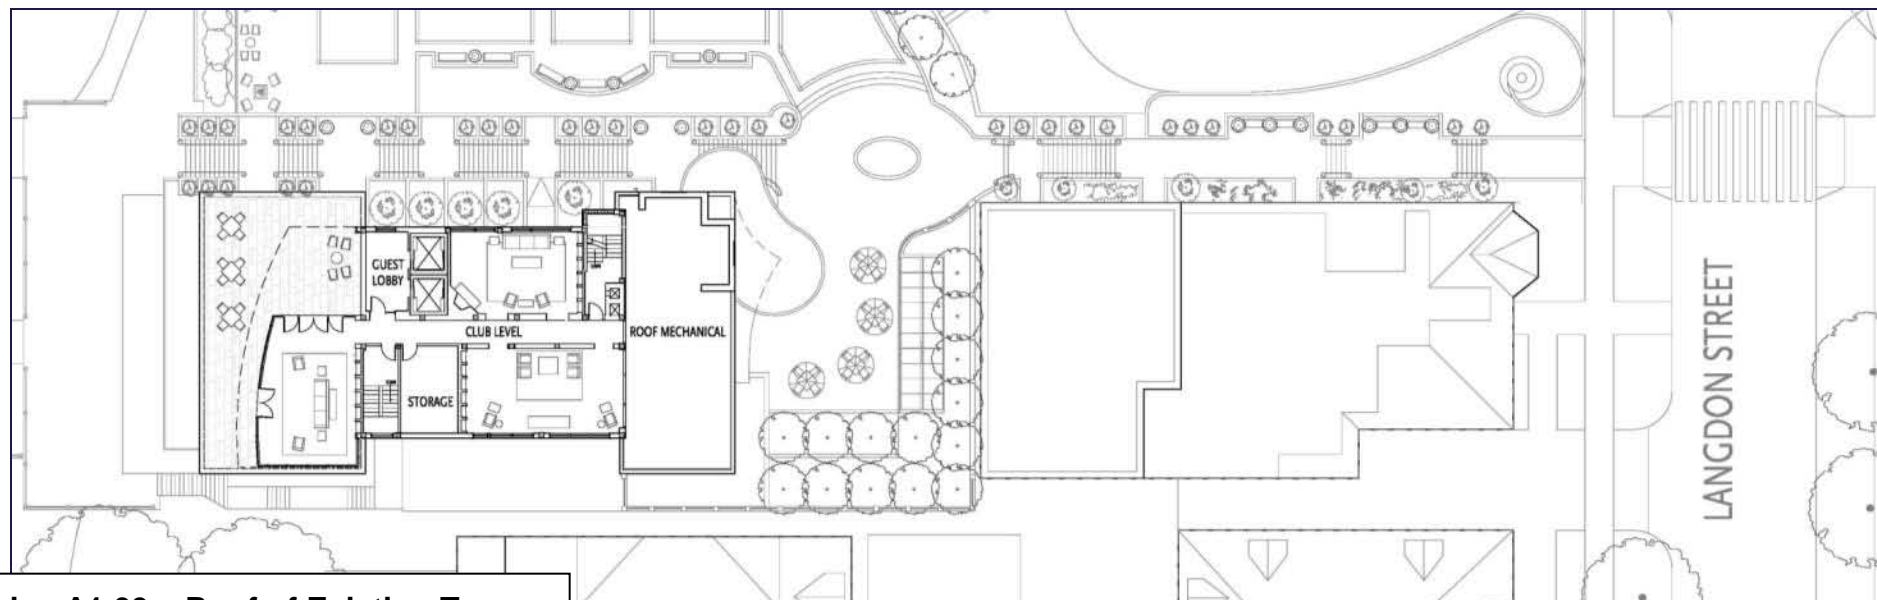 GUEST
LOBBY
CLUB LEVEL
ROOF MECHANICAL
STORAGE
LANGDON STREET